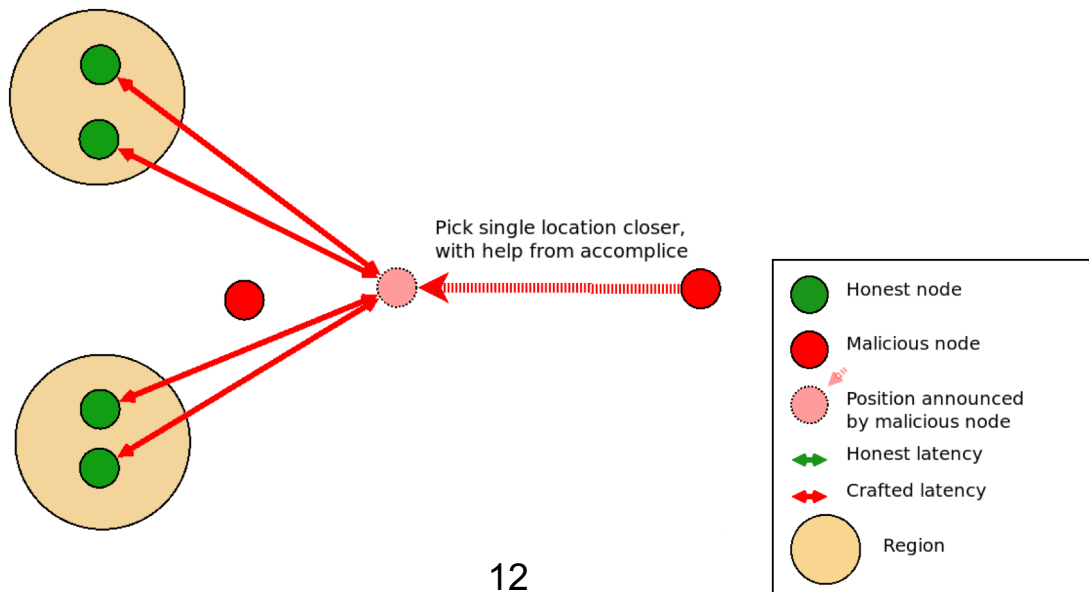 Pick single location closer,
with help from accomplice
Honest node
Malicious node
Position announced
by malicious node
Honest latency
Crafted latency
Region
12